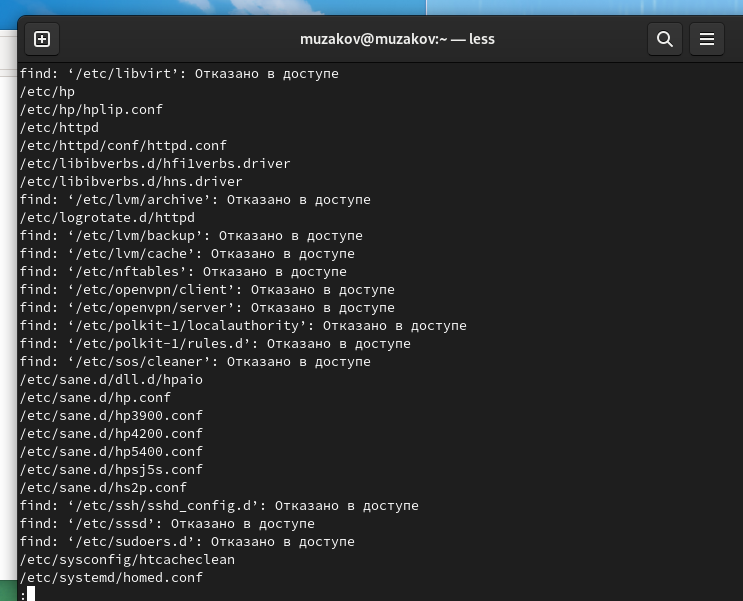 muzakov@muzakov:~ — less
find: ‘/etc/libvirt’: Отказано в доступе
/etc/hp
/etc/hp/hplip.conf
/etc/httpd
/etc/httpd/conf/httpd.conf
/etc/libibverbs.d/hfi1verbs.driver
/etc/libibverbs.d/hns.driver
find: ‘/etc/lvm/archive’: Отказано в доступе
/etc/logrotate.d/httpd
find: ‘/etc/lvm/backup’: Отказано в доступе
find: ‘/etc/lvm/cache’: Отказано в доступе
find: ‘/etc/nftables’: Отказано в доступе
find: ‘/etc/openvpn/client’: Отказано в доступе
find: ‘/etc/openvpn/server’: Отказано в доступе
find: ‘/etc/polkit-1/localauthority’: Отказано в доступе
find: ‘/etc/polkit-1/rules.d’: Отказано в доступе
find: ‘/etc/sos/cleaner’: Отказано в доступе
/etc/sane.d/dll.d/hpaio
/etc/sane.d/hp.conf
/etc/sane.d/hp3900.conf
/etc/sane.d/hp4200.conf
/etc/sane.d/hp5400.conf
/etc/sane.d/hpsj5s.conf
/etc/sane.d/hs2p.conf
find: ‘/etc/ssh/sshd_config.d’: Отказано в доступе
find: ‘/etc/sssd’: Отказано в доступе
find: ‘/etc/sudoers.d’: Отказано в доступе
/etc/sysconfig/htcacheclean
/etc/systemd/homed.conf
: